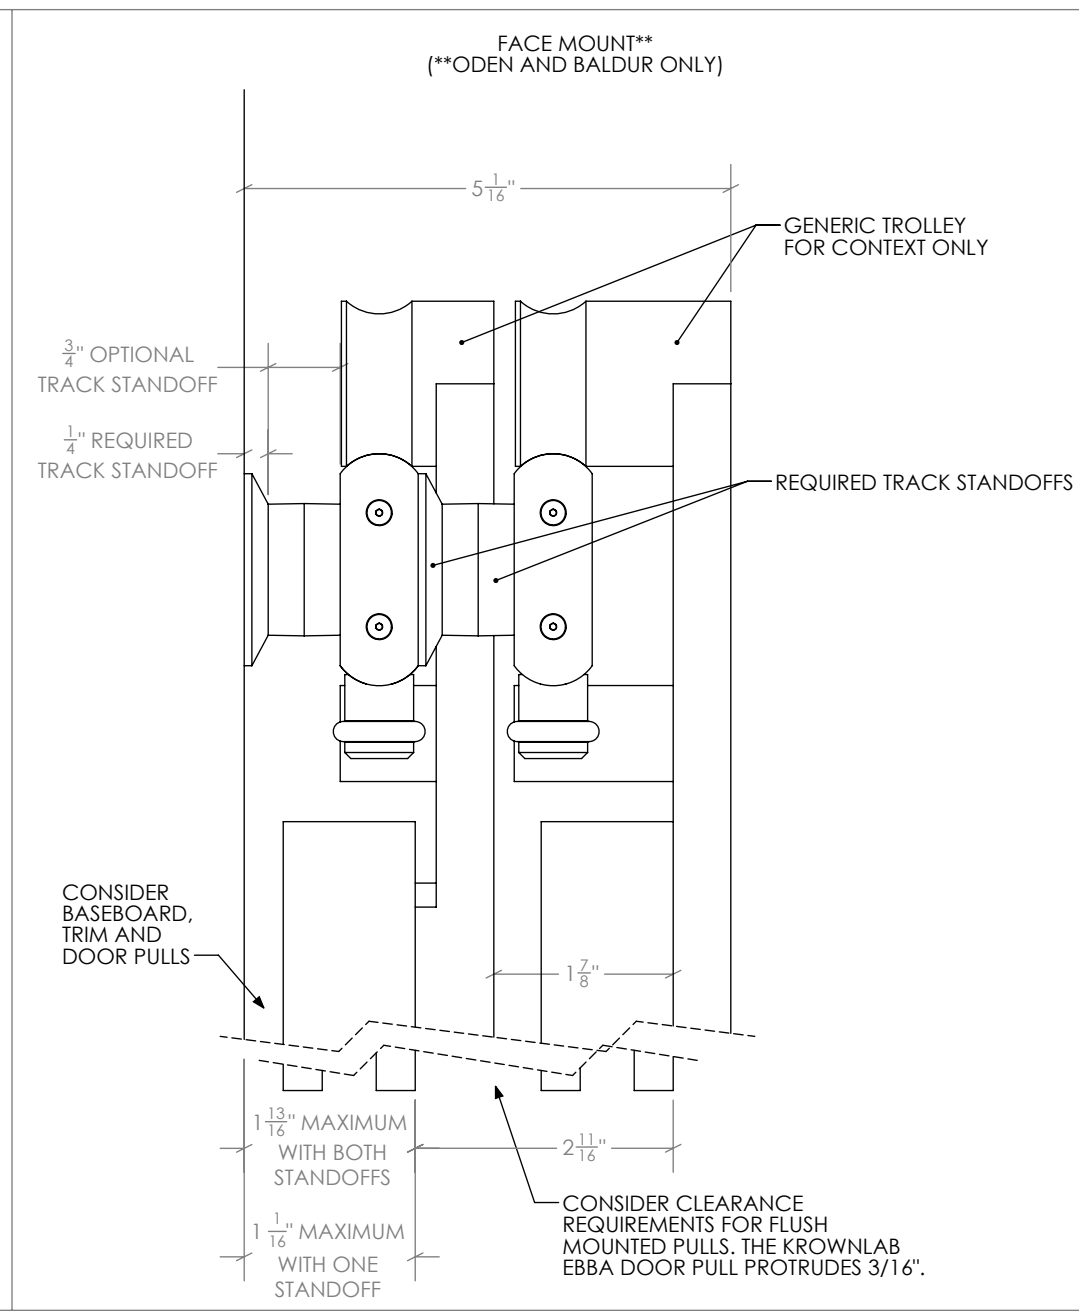 FACE MOUNT**
(**ODEN AND BALDUR ONLY)
5 1/16"
GENERIC TROLLEY
FOR CONTEXT ONLY
3/4" OPTIONAL
TRACK STANDOFF
1/4" REQUIRED
TRACK STANDOFF
REQUIRED TRACK STANDOFFS
CONSIDER
BASEBOARD,
TRIM AND
DOOR PULLS
1 7/8"
1 13/16" MAXIMUM
WITH BOTH
STANDOFFS
2 11/16"
1 1/16" MAXIMUM
WITH ONE
STANDOFF
CONSIDER CLEARANCE
REQUIREMENTS FOR FLUSH
MOUNTED PULLS. THE KROWNLAB
EBBA DOOR PULL PROTRUDES 3/16".